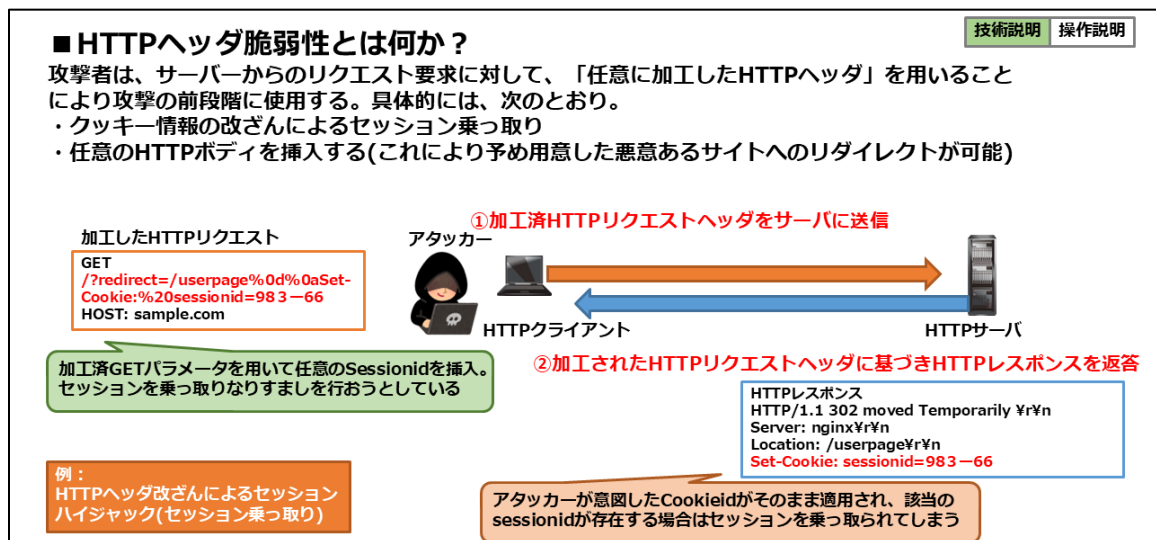 ■HTTPヘッダ脆弱性とは何か？
技術説明 操作説明
攻撃者は、サーバーからのリクエスト要求に対して、「任意に加工したHTTPヘッダ」を用いること
により攻撃の前段階に使用する。具体的には、次のとおり。
・クッキー情報の改ざんによるセッション乗っ取り
・任意のHTTPボディを挿入する(これにより予め用意した悪意あるサイトへのリダイレクトが可能)
①加工済HTTPリクエストヘッダをサーバに送信
加工したHTTPリクエスト
アタッカー
GET
/?redirect=/userpage%0d%0aSet-
Cookie:%20sessionid=98３ー66
HOST: sample.com
HTTPクライアント
HTTPサーバ
加工済GETパラメータを用いて任意のSessionidを挿入。
セッションを乗っ取りなりすましを行おうとしている
②加工されたHTTPリクエストヘッダに基づきHTTPレスポンスを返答
HTTPレスポンス
HTTP/1.1 302 moved Temporarily ¥r¥n
Server: nginx¥r¥n
Location: /userpage¥r¥n
Set-Cookie: sessionid=98３ー66
例：
HTTPヘッダ改ざんによるセッション
ハイジャック(セッション乗っ取り)
アタッカーが意図したCookieidがそのまま適用され、該当の
sessionidが存在する場合はセッションを乗っ取られてしまう